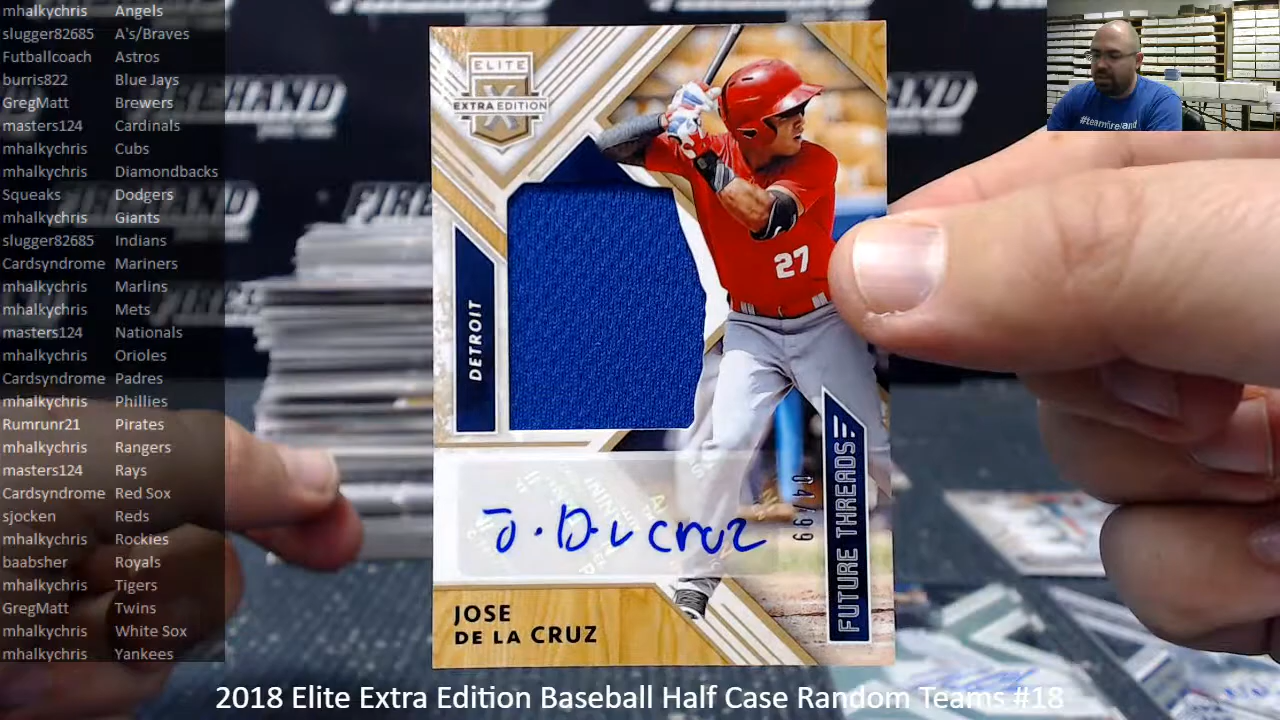 mhalkychris Angels
slugger82685 A's/Braves
Futballcoach Astros
burris822 Blue Jays
GregMatt Brewers
masters124 Cardinals
mhalkychris Cubs
mhalkychris Diamondbacks
Squeaks Dodgers
mhalkychris Giants
slugger82685 Indians
Cardsyndrome Mariners
mhalkychris Marlins
mhalkychris Mets
masters124 Nationals
mhalkychris Orioles
Cardsyndrome Padres
mhalkychris Phillies
Rumrunr21 Pirates
mhalkychris Rangers
masters124 Rays
Cardsyndrome Red Sox
sjocken Reds
mhalkychris Rockies
baabsher Royals
mhalkychris Tigers
GregMatt Twins
mhalkychris White Sox
mhalkychris Yankees
ELITE
EXTRA EDITION
X
27
DETROIT
04/99
FUTURE THREADS
J. D. L Cruz
JOSE
DE LA CRUZ
#teamfirehand
2018 Elite Extra Edition Baseball Half Case Random Teams #18